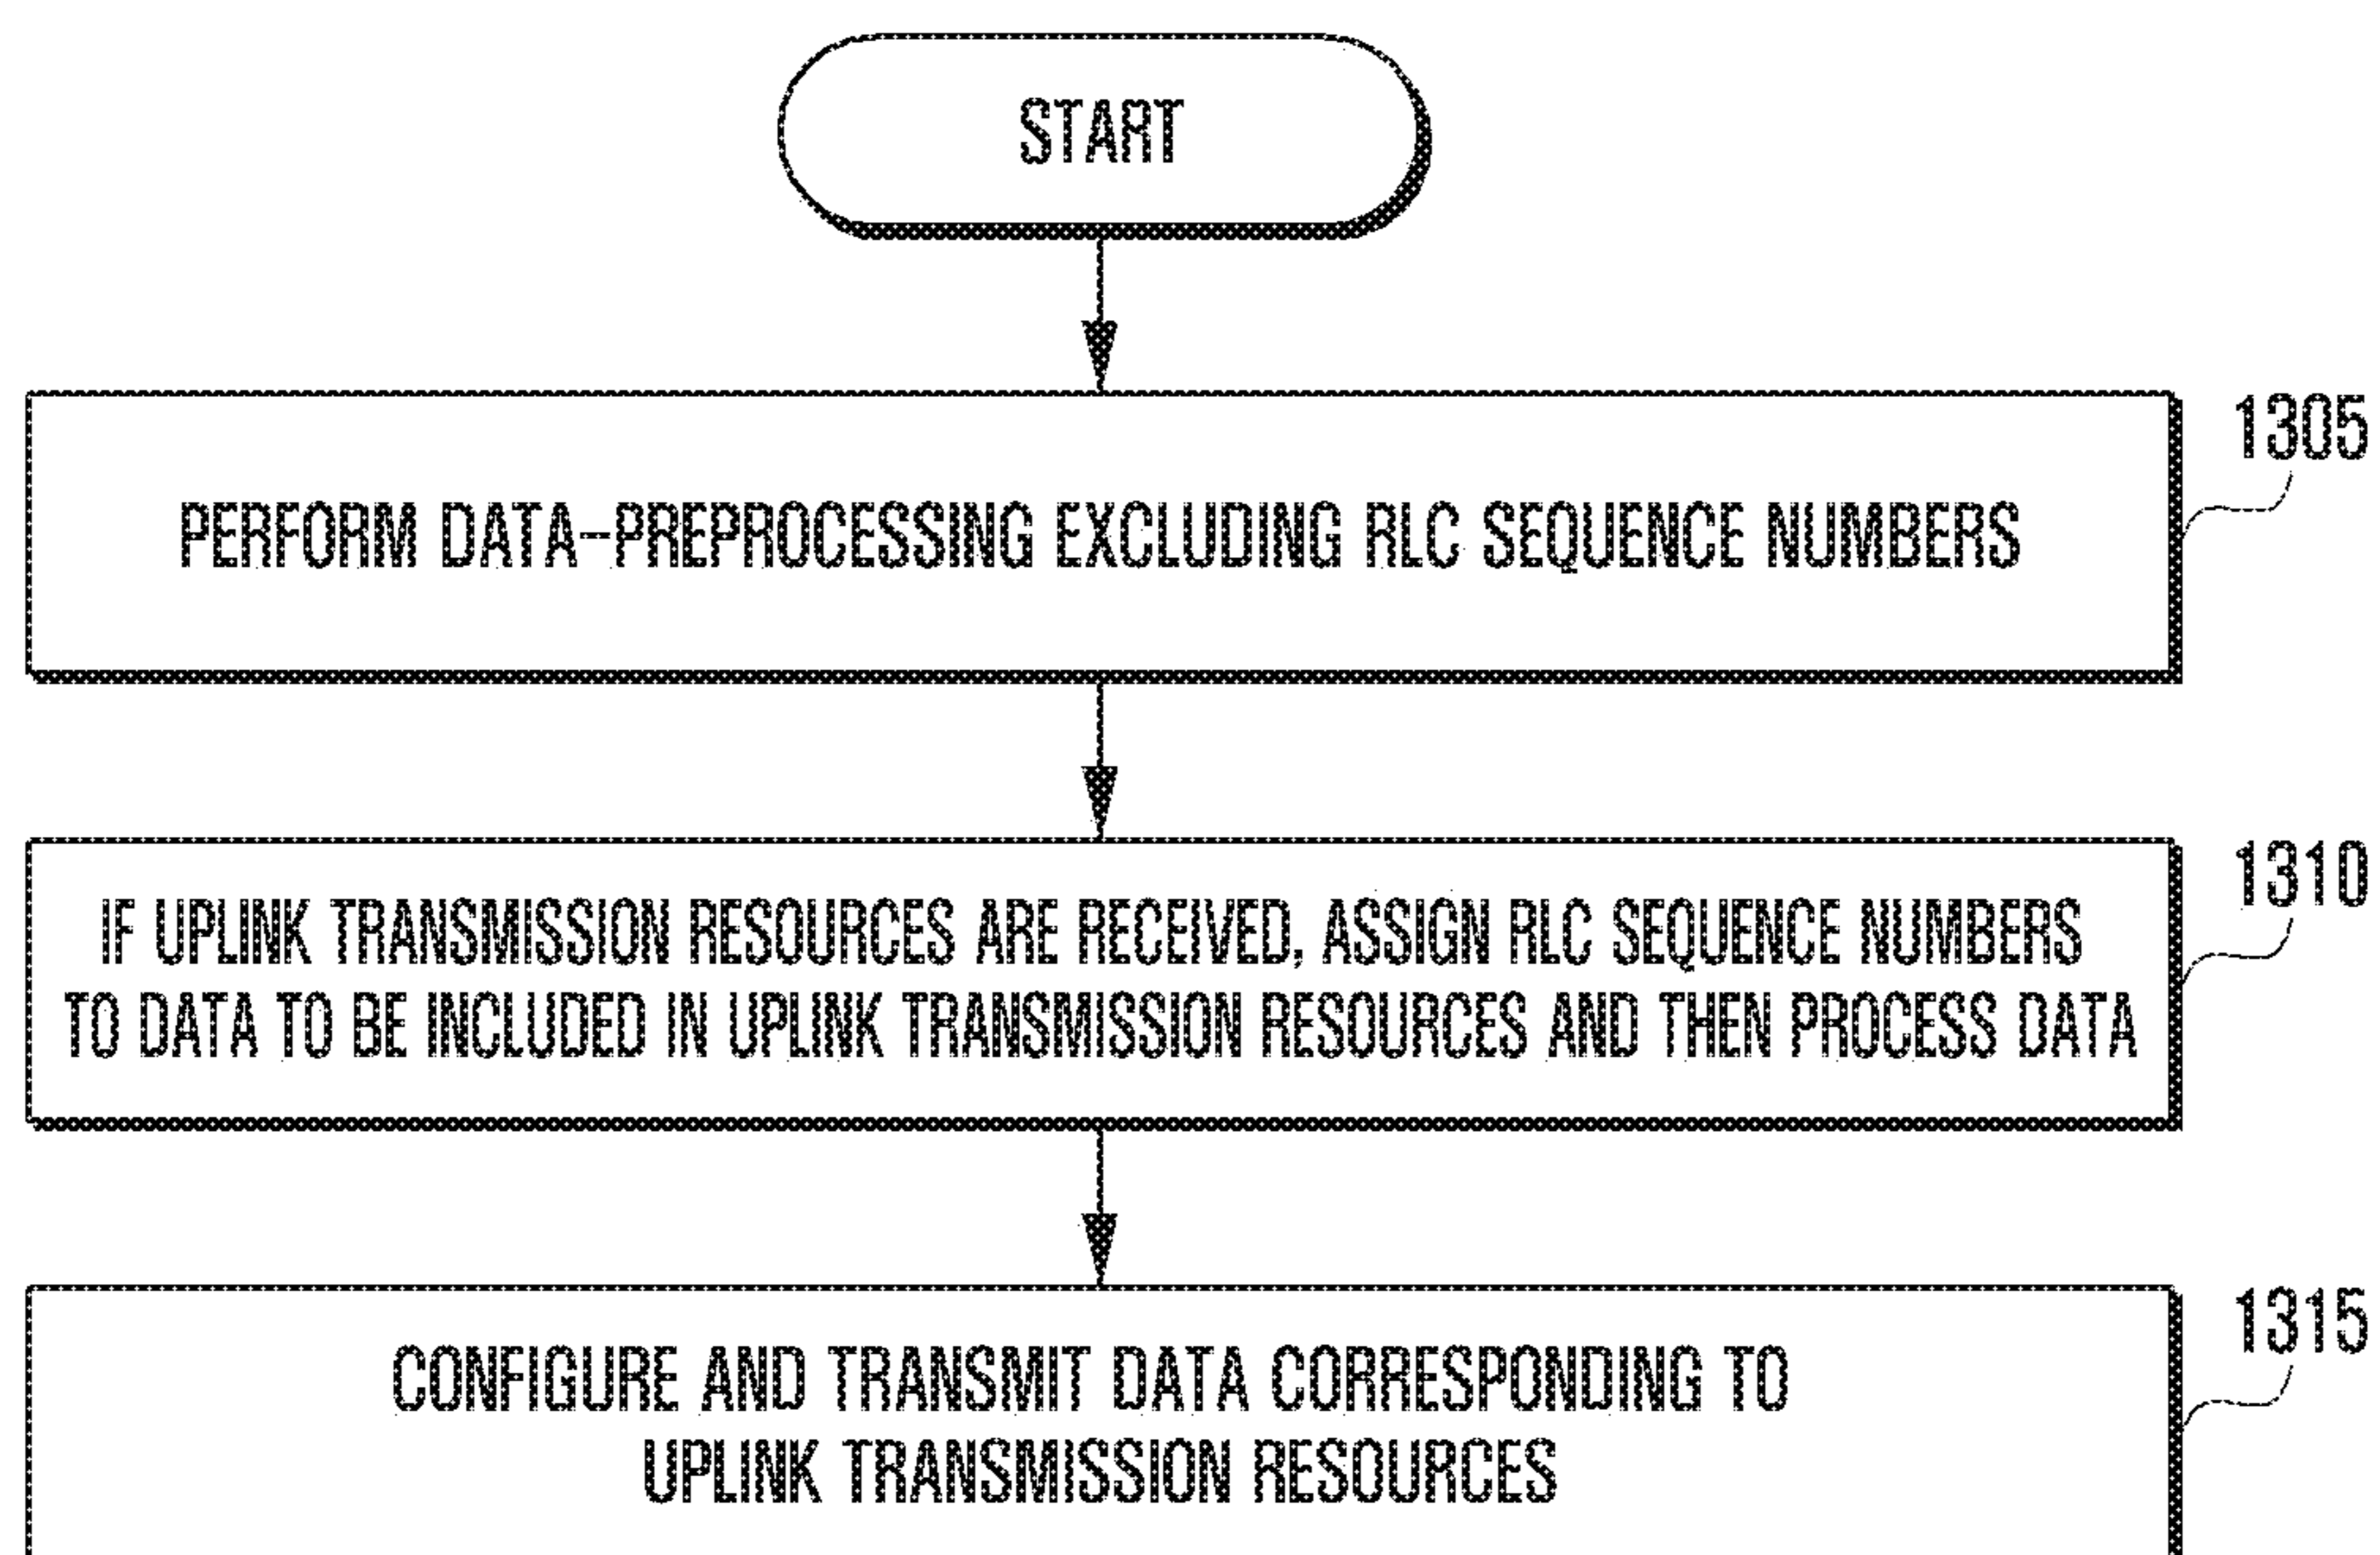 START
1305
PERFORM DATA-PREPROCESSING EXCLUDING RLC SEQUENCE NUMBERS
1310
IF UPLINK TRANSMISSION RESOURCES ARE RECEIVED, ASSIGN RLC SEQUENCE NUMBERS
TO DATA TO BE INCLUDED IN UPLINK TRANSMISSION RESOURCES AND THEN PROCESS DATA
1315
CONFIGURE AND TRANSMIT DATA CORRESPONDING TO
UPLINK TRANSMISSION RESOURCES